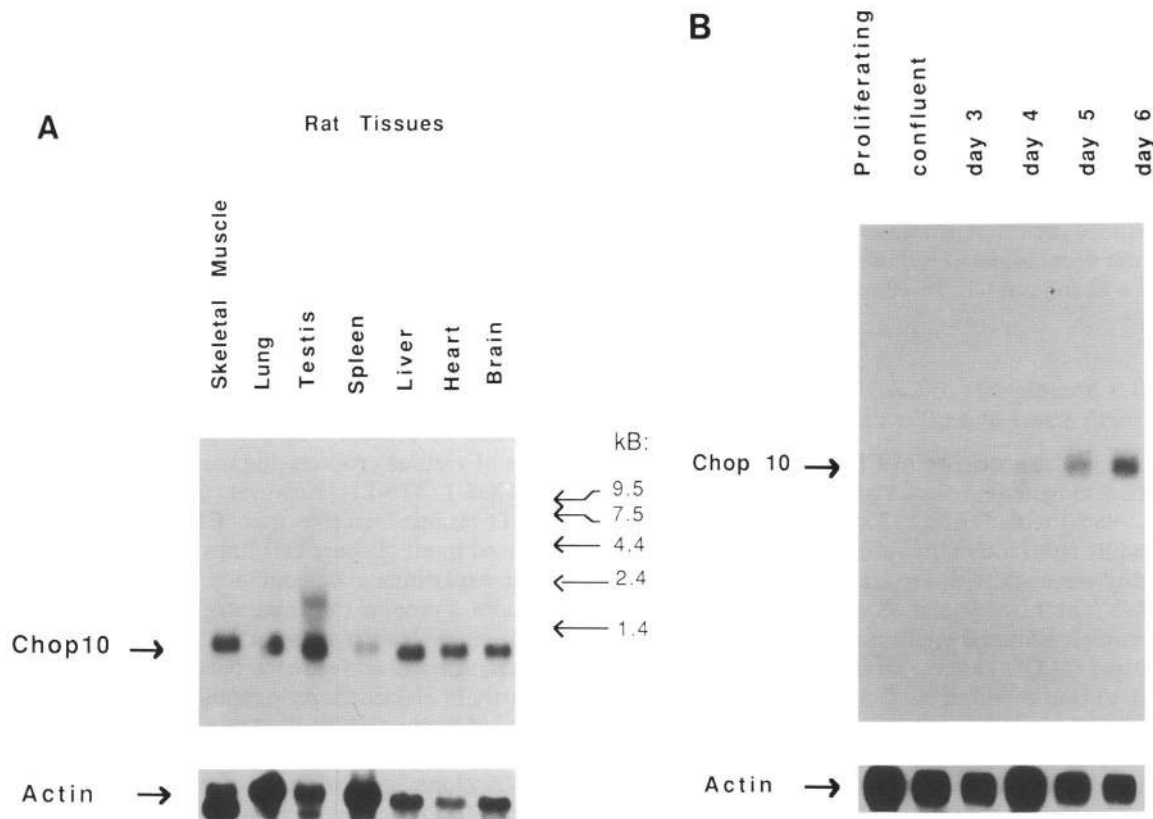 A
Rat Tissues
Skeletal Muscle
Lung
Testis
Spleen
Liver
Heart
Brain
kB:
9.5
7.5
4.4
2.4
1.4
Chop10
Actin
B
Proliferating
confluent
day 3
day 4
day 5
day 6
Chop 10
Actin